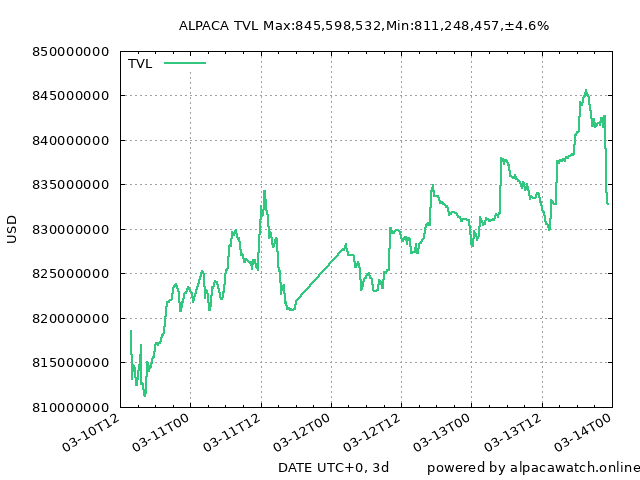 ALPACA TVL Max:845,598,532,Min:811,248,457,±4.6%
TVL
850000000
845000000
840000000
835000000
830000000
825000000
820000000
815000000
810000000
USD
03-10T12
03-11T00
03-11T12
03-12T00
03-12T12
03-13T00
03-13T12
03-14T00
DATE UTC+0, 3d
powered by alpacawatch.online